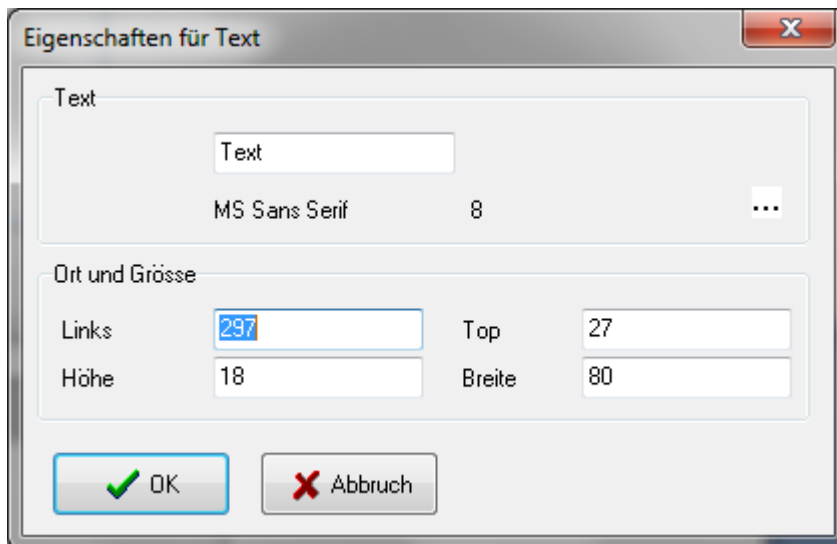 Eigenschaften für Text
Text
Text
MS Sans Serif 8 ...
Ort und Grösse
Links 297 Top 27
Höhe 18 Breite 80
OK Abbruch